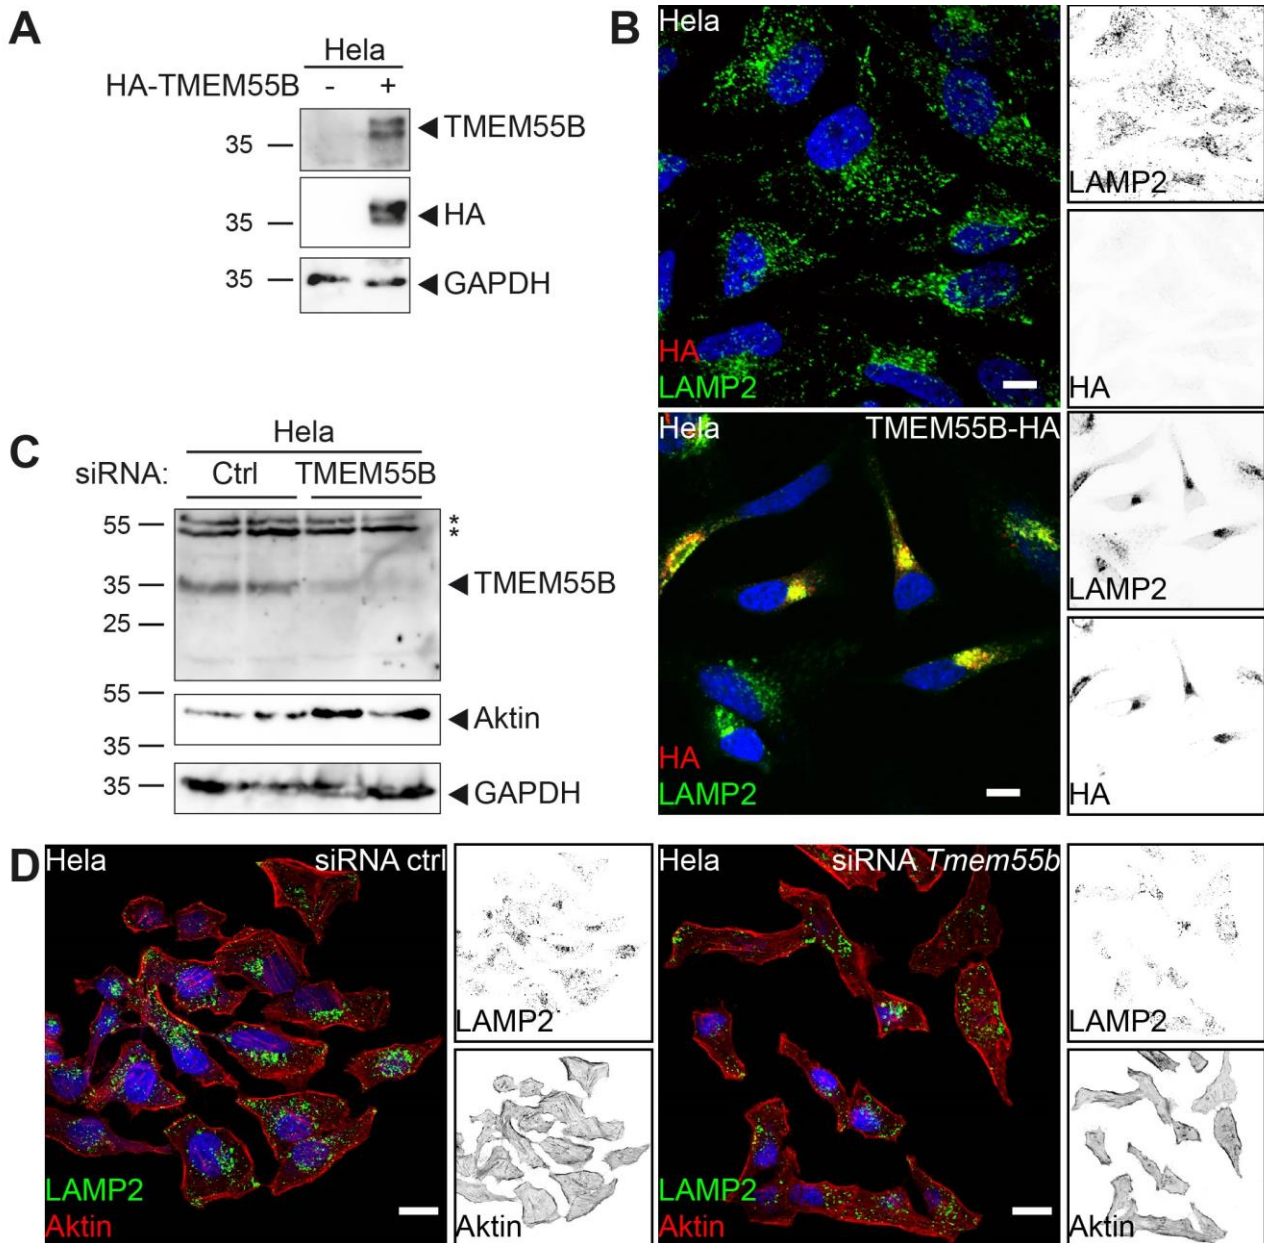 A
Hela
HA-TMEM55B - +
35 TMEM55B
35 HA
35 GAPDH
B
Hela
HA
LAMP2
LAMP2
HA
Hela TMEM55B-HA
HA
LAMP2
LAMP2
HA
C
Hela
siRNA: Ctrl TMEM55B
55 *
*
35 TMEM55B
25
55
Aktin
35
35 GAPDH
D
Hela siRNA ctrl
LAMP2
Aktin
LAMP2
Aktin
Hela siRNA Tmem55b
LAMP2
Aktin
LAMP2
Aktin